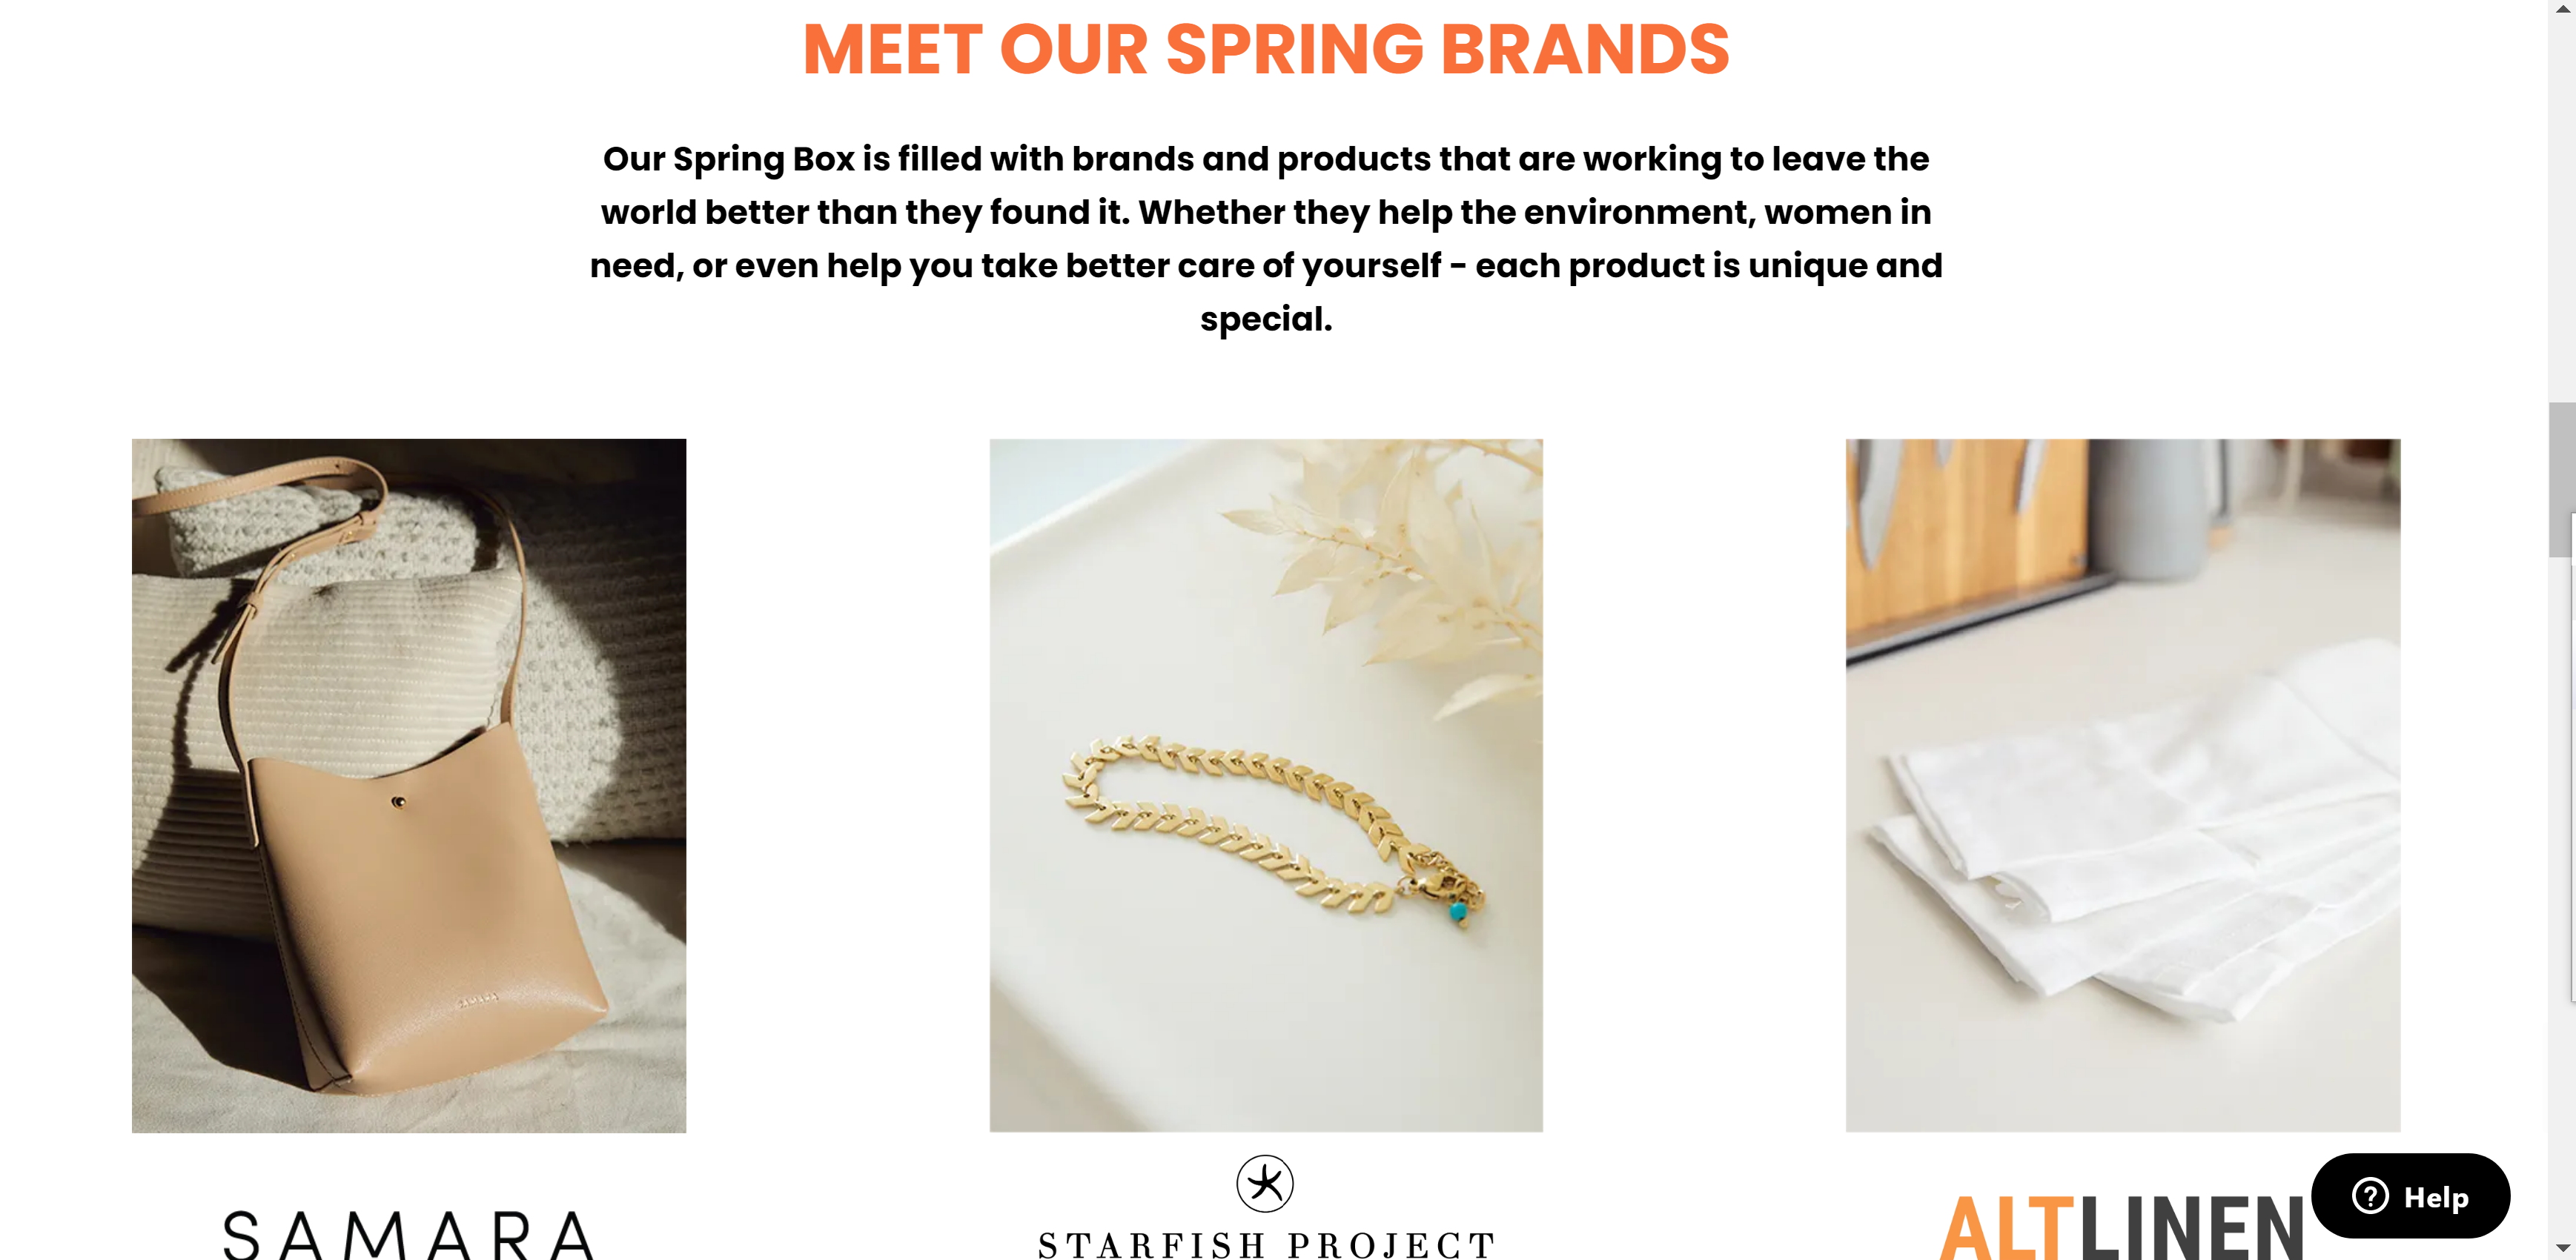 MEET OUR SPRING BRANDS
Our Spring Box is filled with brands and products that are working to leave the
world better than they found it. Whether they help the environment, women in
need, or even help you take better care of yourself - each product is unique and
special.
SAMARA
STARFISH PROJECT
ALTLINEN
Help